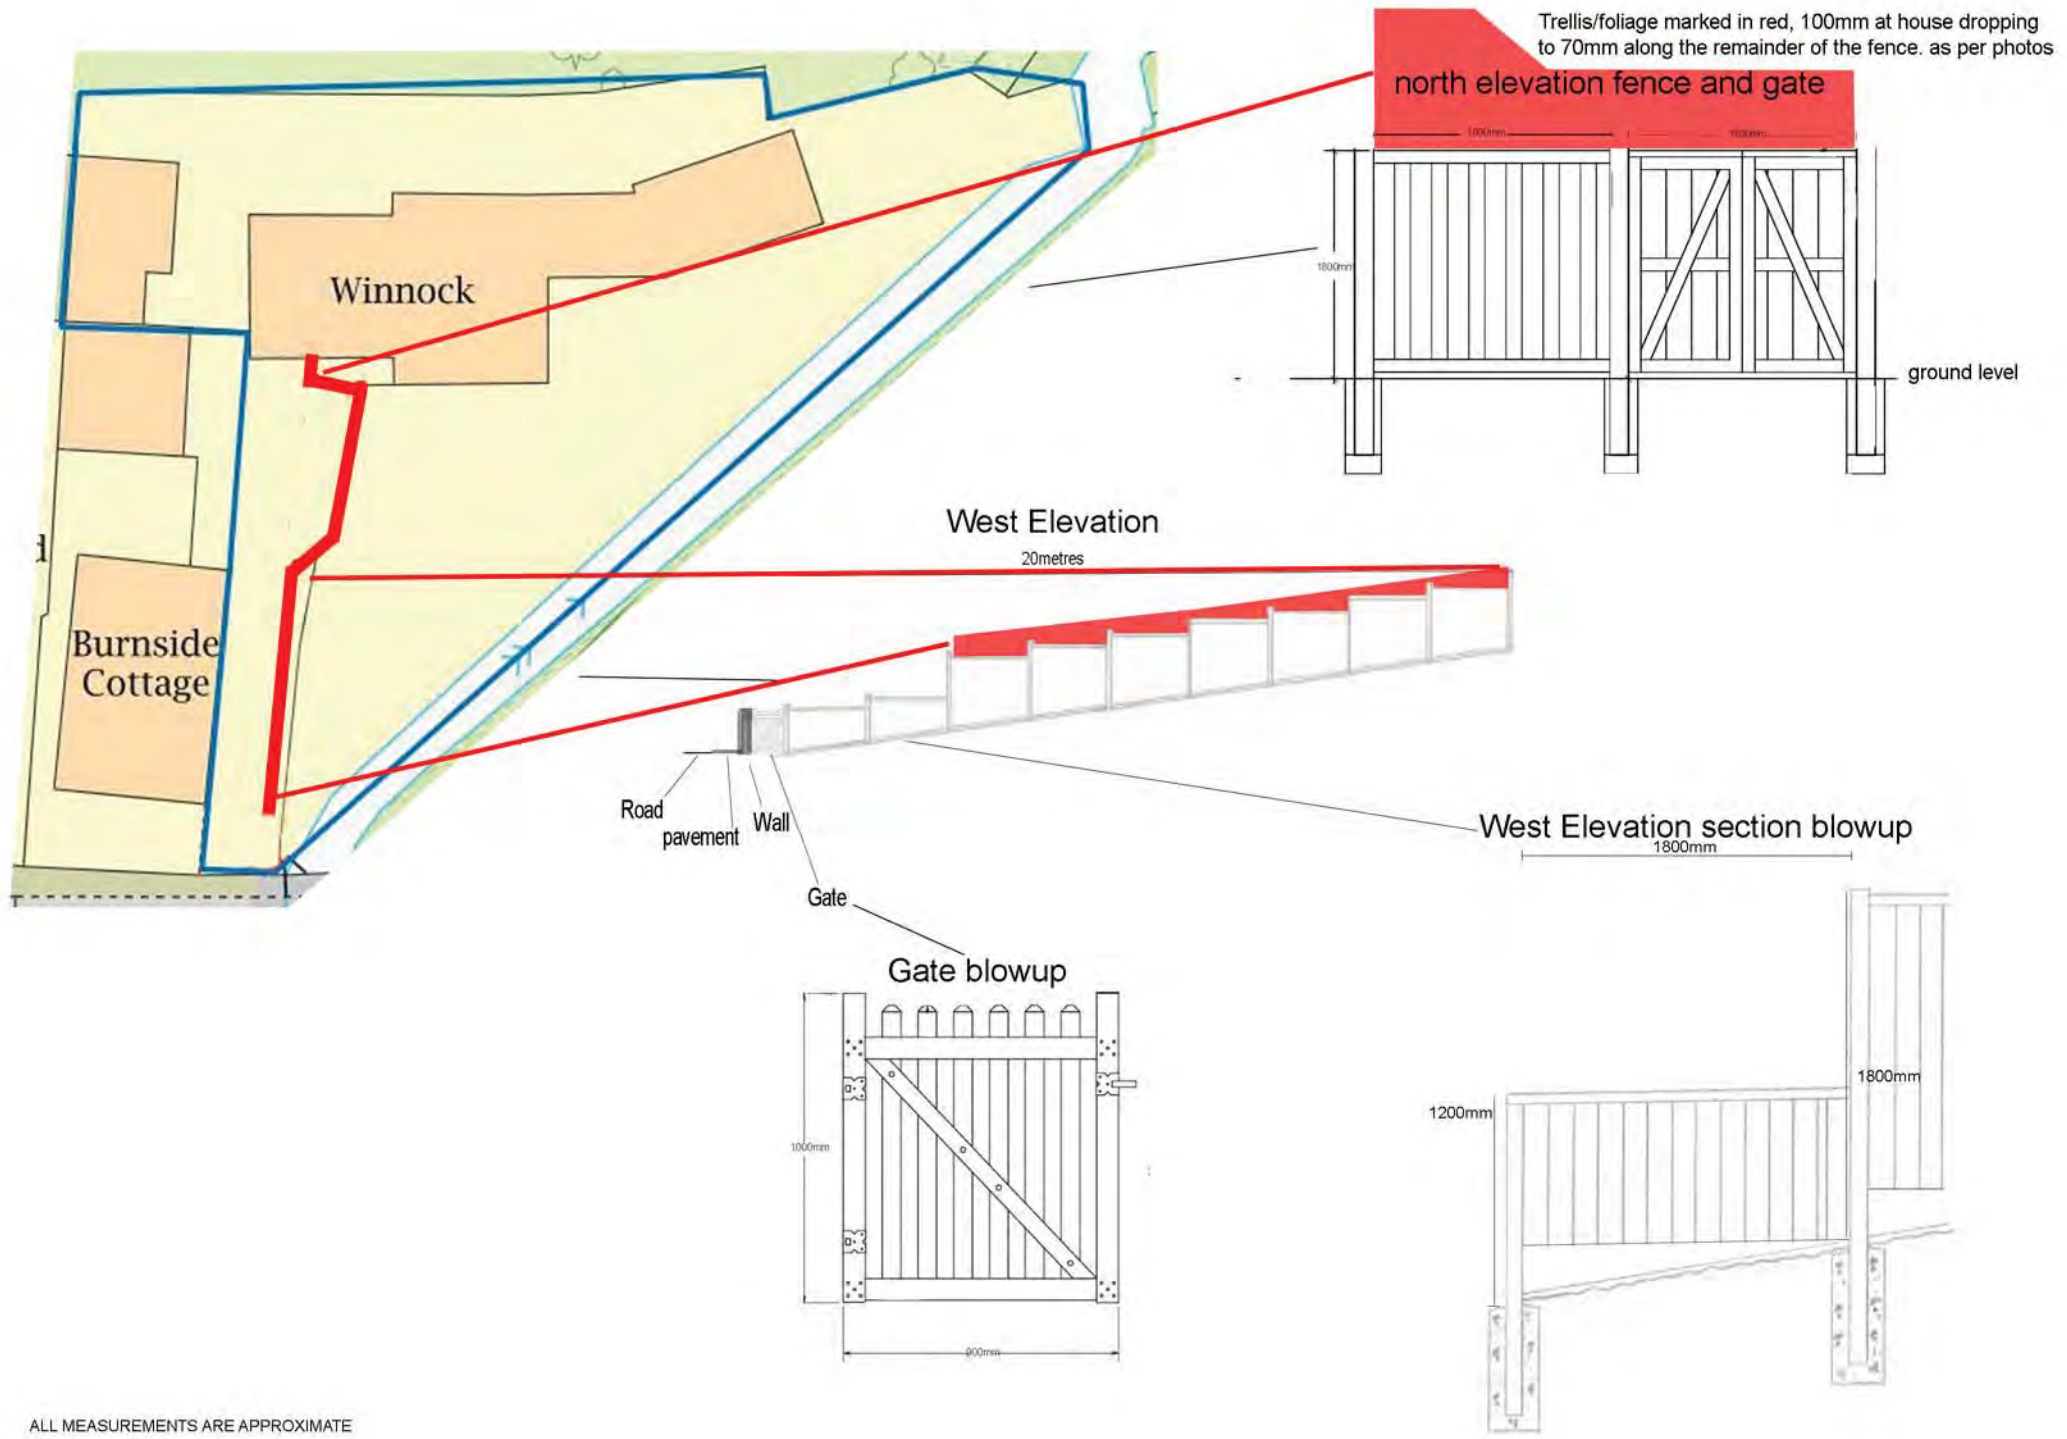 Trellis/foliage marked in red, 100mm at house dropping
to 70mm along the remainder of the fence. as per photos
north elevation fence and gate
1800mm
1800mm
ground level
Winnock
West Elevation
20metres
Burnside
Cottage
Road
pavement
Wall
Gate
West Elevation section blowup
1800mm
1800mm
1200mm
Gate blowup
1000mm
900mm
ALL MEASUREMENTS ARE APPROXIMATE